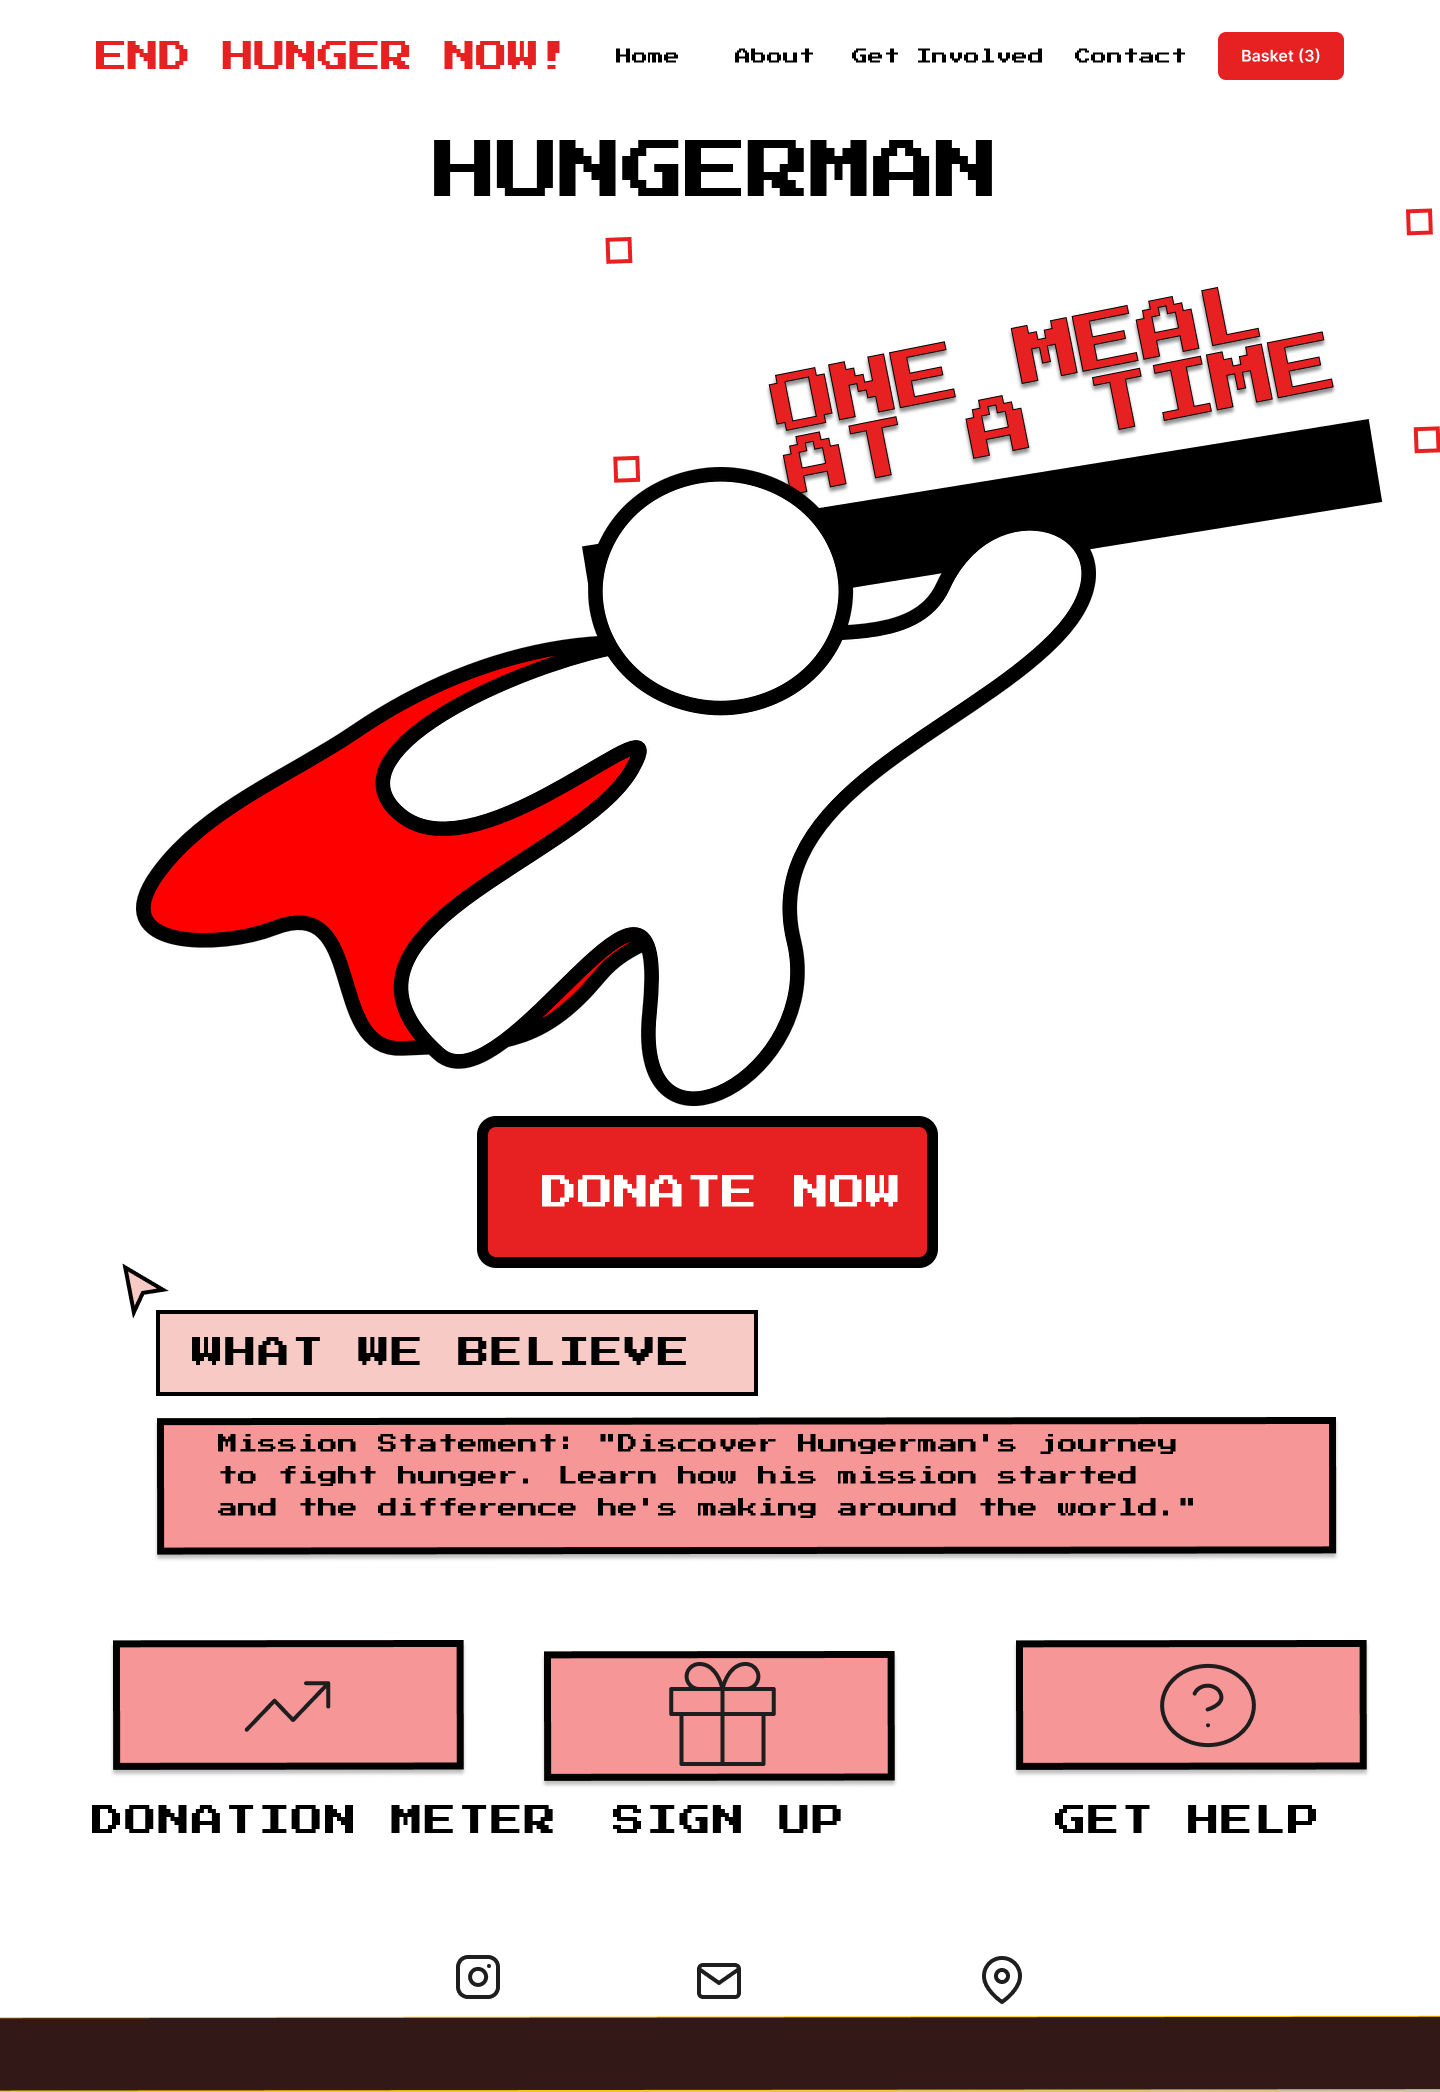 END HUNGER NOW!
Home
About
Get Involved
Contact
Basket (3)
HUNGERMAN
ONE MEAL
AT A TIME
DONATE NOW
WHAT WE BELIEVE
Mission Statement: "Discover Hungerman's journey
to fight hunger. Learn how his mission started
and the difference he's making around the world."
DONATION METER
SIGN UP
GET HELP